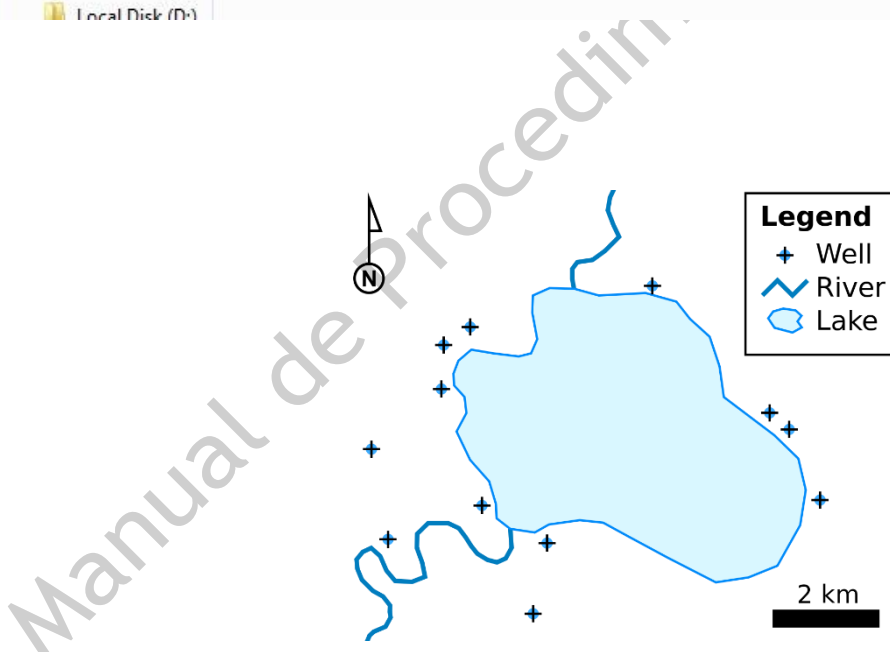 Local Disk (D:)
Manual de Procedim
N
Legend
Well
River
Lake
2 km